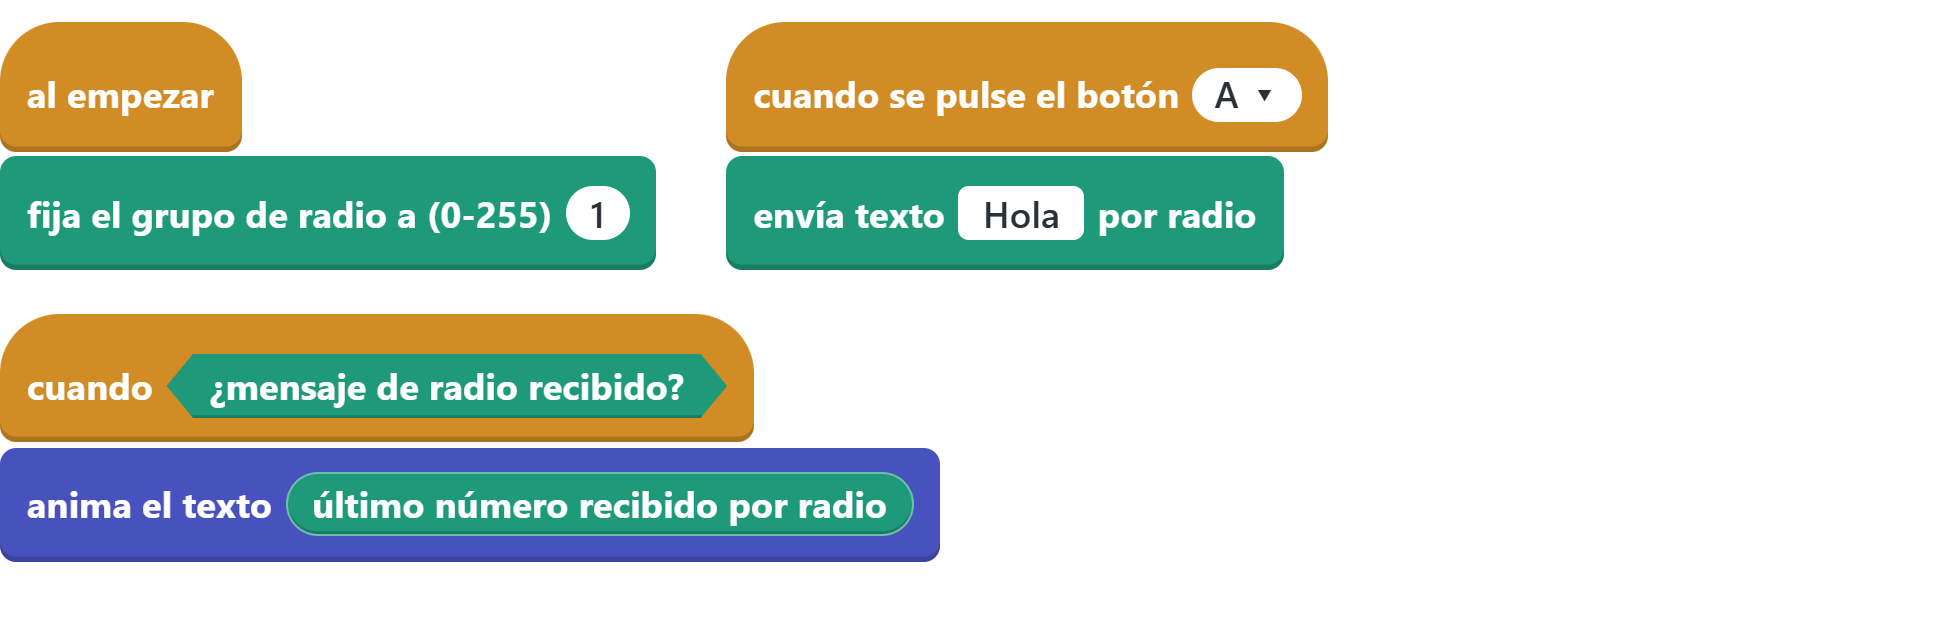 al empezar
fija el grupo de radio a (0-255) 1
cuando se pulse el botón A ▼
envía texto Hola por radio
cuando ¿mensaje de radio recibido?
anima el texto último número recibido por radio